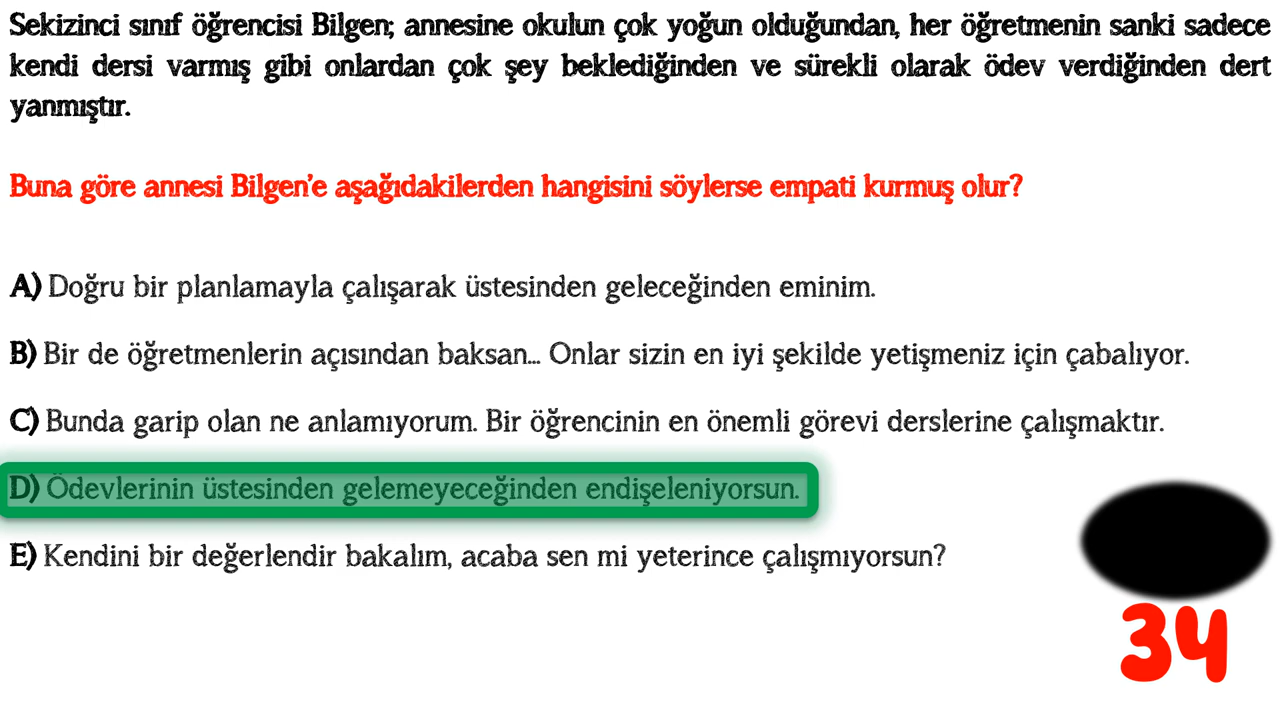 Sekizinci sınıf öğrencisi Bilgen; annesine okulun çok yoğun olduğundan, her öğretmenin sanki sadece
kendi dersi varmış gibi onlardan çok şey beklediğinden ve sürekli olarak ödev verdiğinden dert
yanmıştır.
Buna göre annesi Bilgen'e aşağıdakilerden hangisini söylerse empati kurmuş olur?
A) Doğru bir planlamayla çalışarak üstesinden geleceğinden eminim.
B) Bir de öğretmenlerin açısından baksan... Onlar sizin en iyi şekilde yetişmeniz için çabalıyor.
C) Bunda garip olan ne anlamıyorum. Bir öğrencinin en önemli görevi derslerine çalışmaktır.
D) Ödevlerinin üstesinden gelemeyeceğinden endişeleniyorsun.
E) Kendini bir değerlendir bakalım, acaba sen mi yeterince çalışmıyorsun?
34